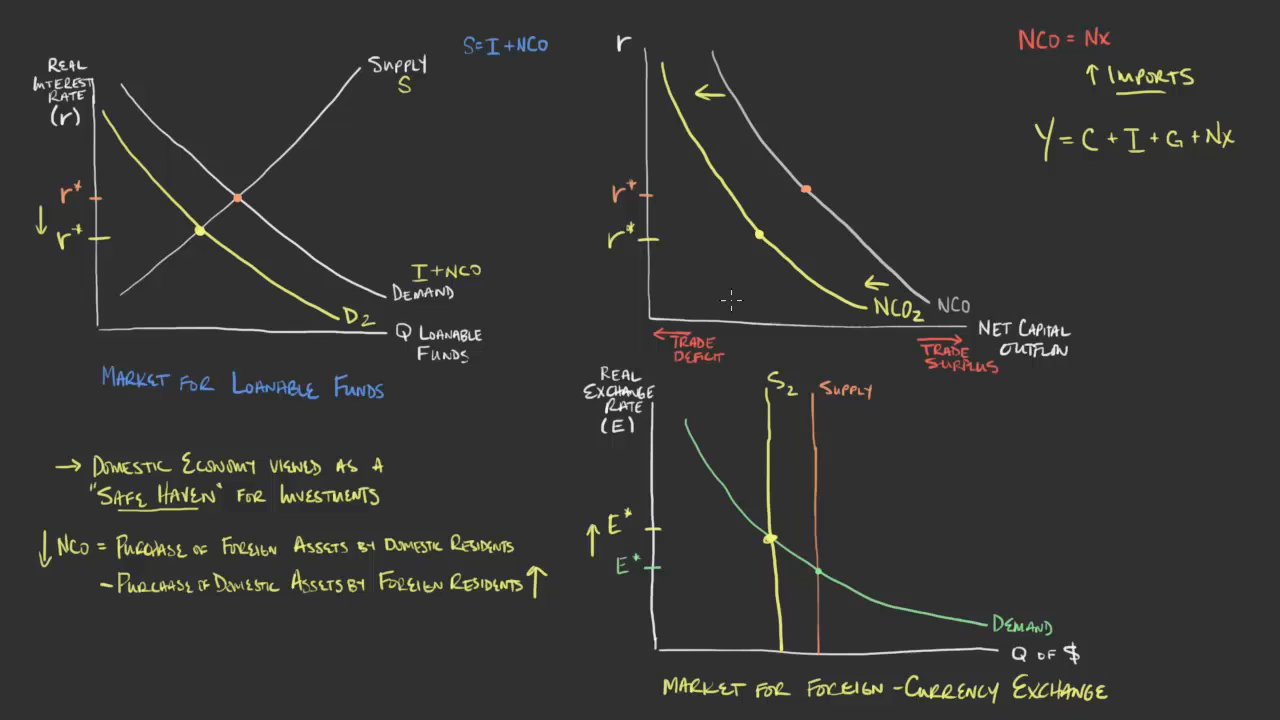 REAL
INTEREST
RATE
(r)
S=I+NCO
SUPPLY
S
r*
r*
I+NCO
DEMAND
D2
Q LOANABLE
FUNDS
MARKET FOR LOANABLE FUNDS
→ DOMESTIC ECONOMY VIEWED AS A
"SAFE HAVEN" FOR INVESTMENTS
↓ NCO = PURCHASE OF FOREIGN ASSETS BY DOMESTIC RESIDENTS
- PURCHASE OF DOMESTIC ASSETS BY FOREIGN RESIDENTS ↑
r
r*
r*
NCO2
NCO
NET CAPITAL
OUTFLOW
TRADE
DEFICIT
TRADE
SURPLUS
NCO = NX
↑ IMPORTS
Y = C + I + G + NX
REAL
EXCHANGE
RATE
(E)
S2
SUPPLY
E*
E*
DEMAND
Q OF $
MARKET FOR FOREIGN-CURRENCY EXCHANGE